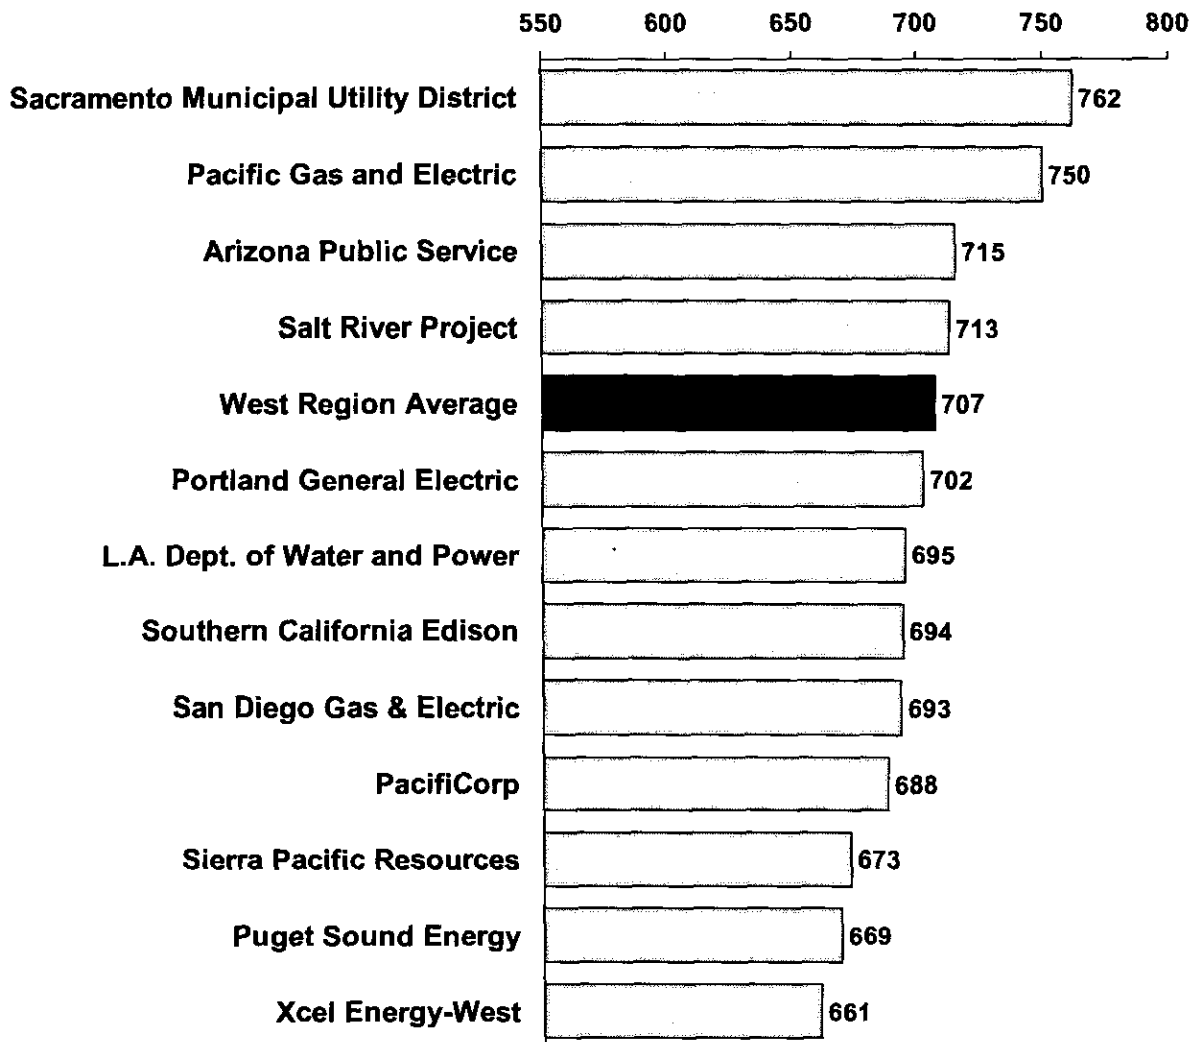 550 600 650 700 750 800
Sacramento Municipal Utility District 762
Pacific Gas and Electric 750
Arizona Public Service 715
Salt River Project 713
West Region Average 707
Portland General Electric 702
L.A. Dept. of Water and Power 695
Southern California Edison 694
San Diego Gas & Electric 693
PacifiCorp 688
Sierra Pacific Resources 673
Puget Sound Energy 669
Xcel Energy-West 661